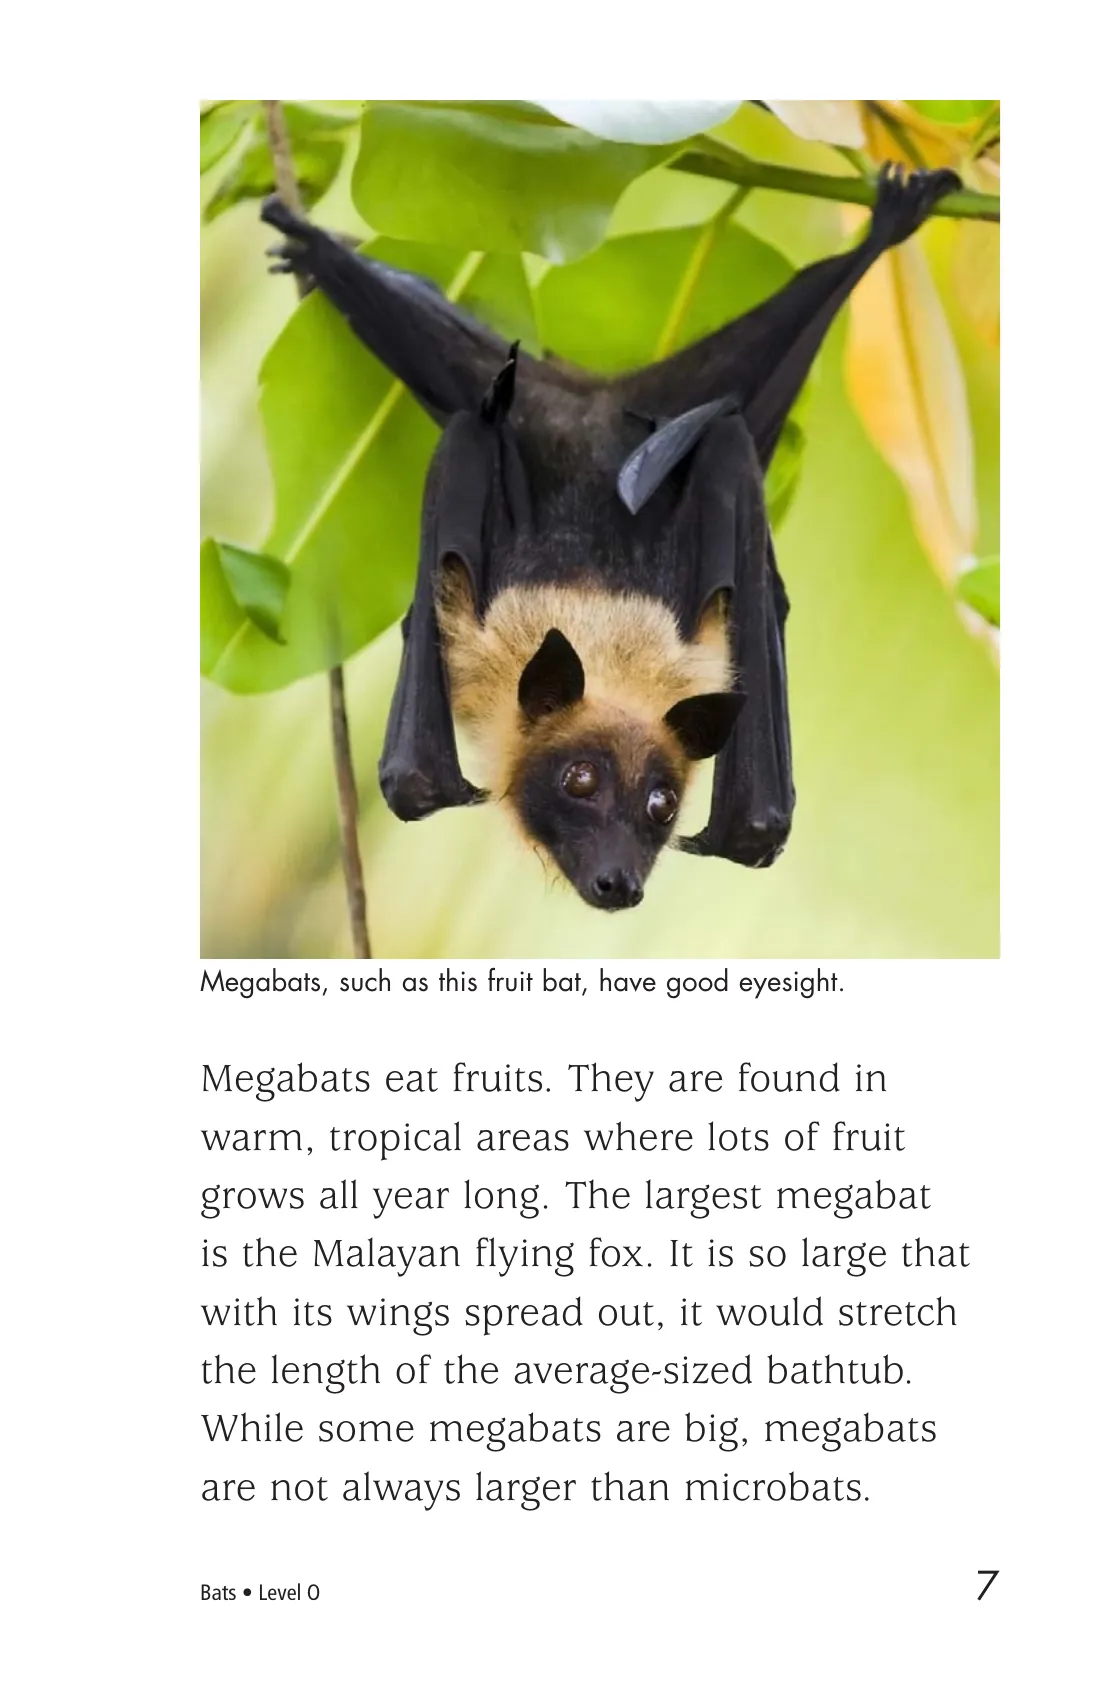 Megabats, such as this fruit bat, have good eyesight.
Megabats eat fruits. They are found in
warm, tropical areas where lots of fruit
grows all year long. The largest megabat
is the Malayan flying fox. It is so large that
with its wings spread out, it would stretch
the length of the average-sized bathtub.
While some megabats are big, megabats
are not always larger than microbats.
Bats • Level O
7